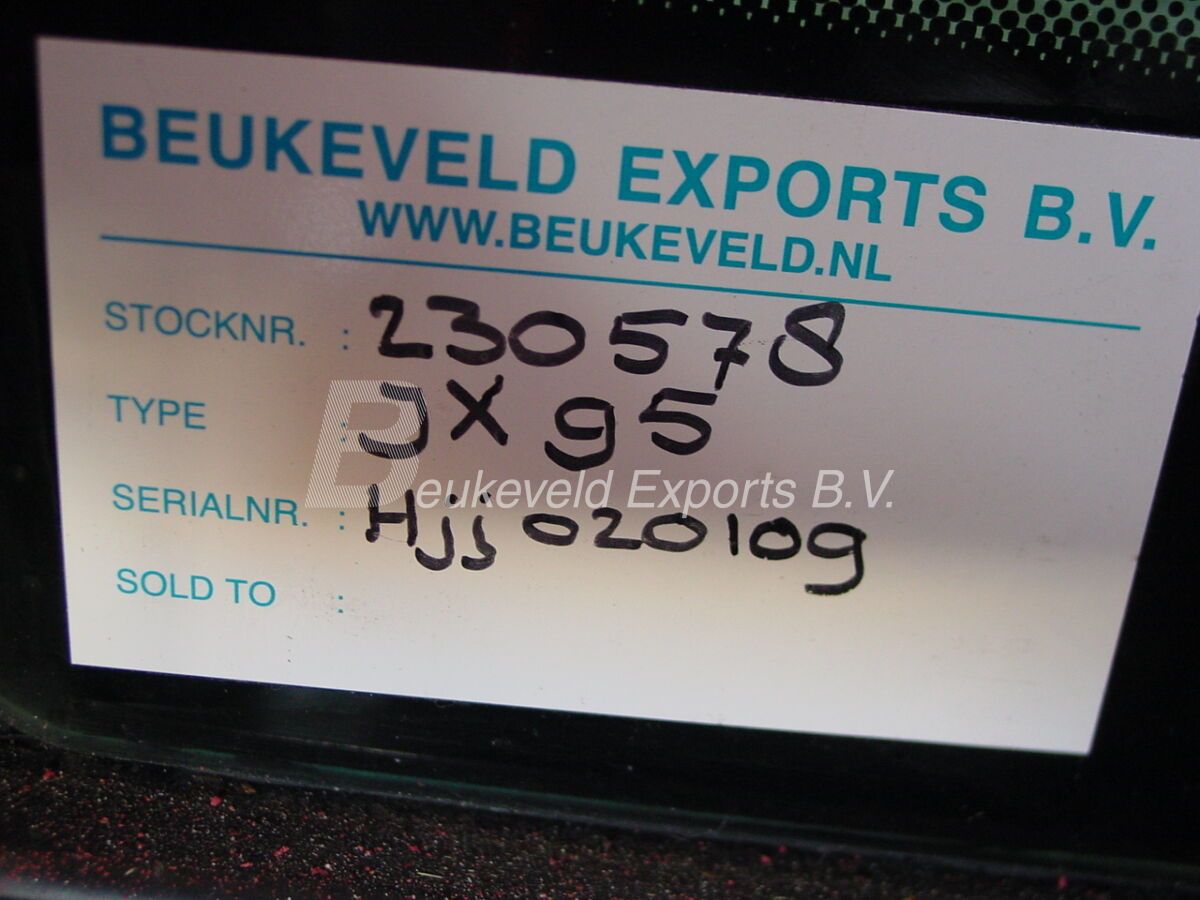 BEUKEVELD EXPORTS B.V.
WWW.BEUKEVELD.NL
STOCKNR. : 230578
TYPE : JX 95
SERIALNR. : Hjj020109
SOLD TO :
Beukeveld Exports B.V.